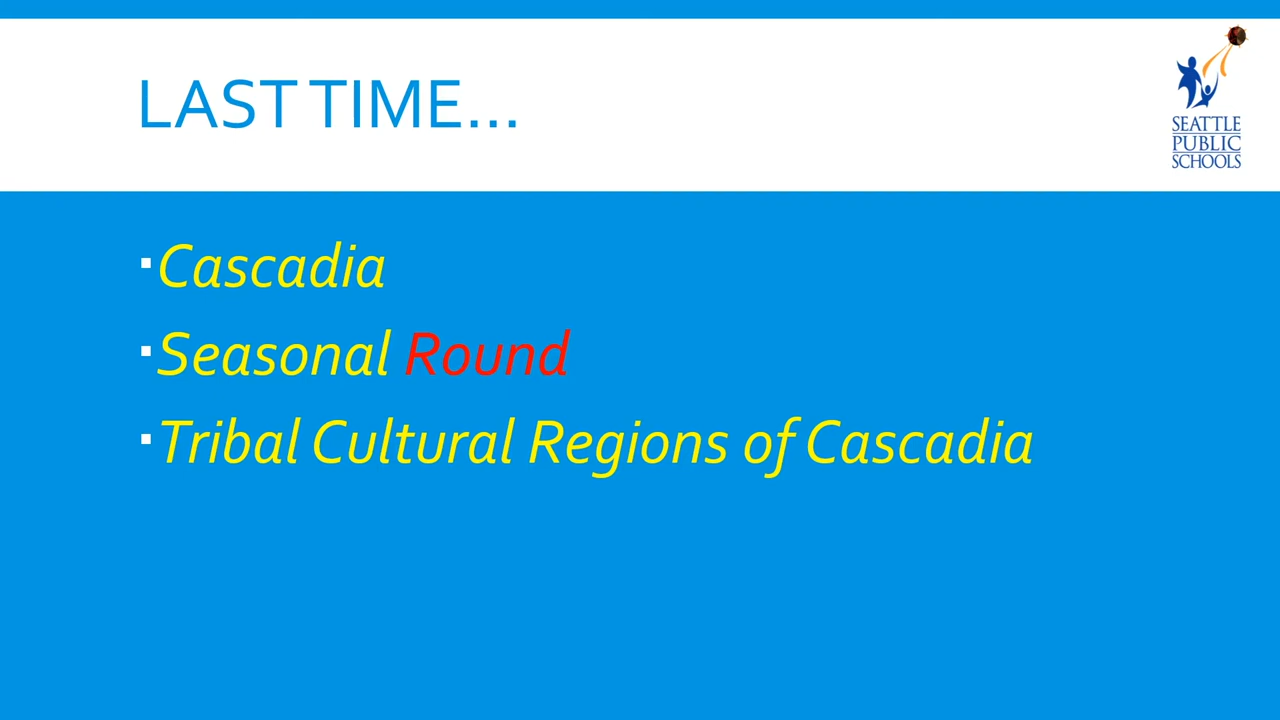 LAST TIME...
SEATTLE
PUBLIC
SCHOOLS
Cascadia
Seasonal Round
Tribal Cultural Regions of Cascadia